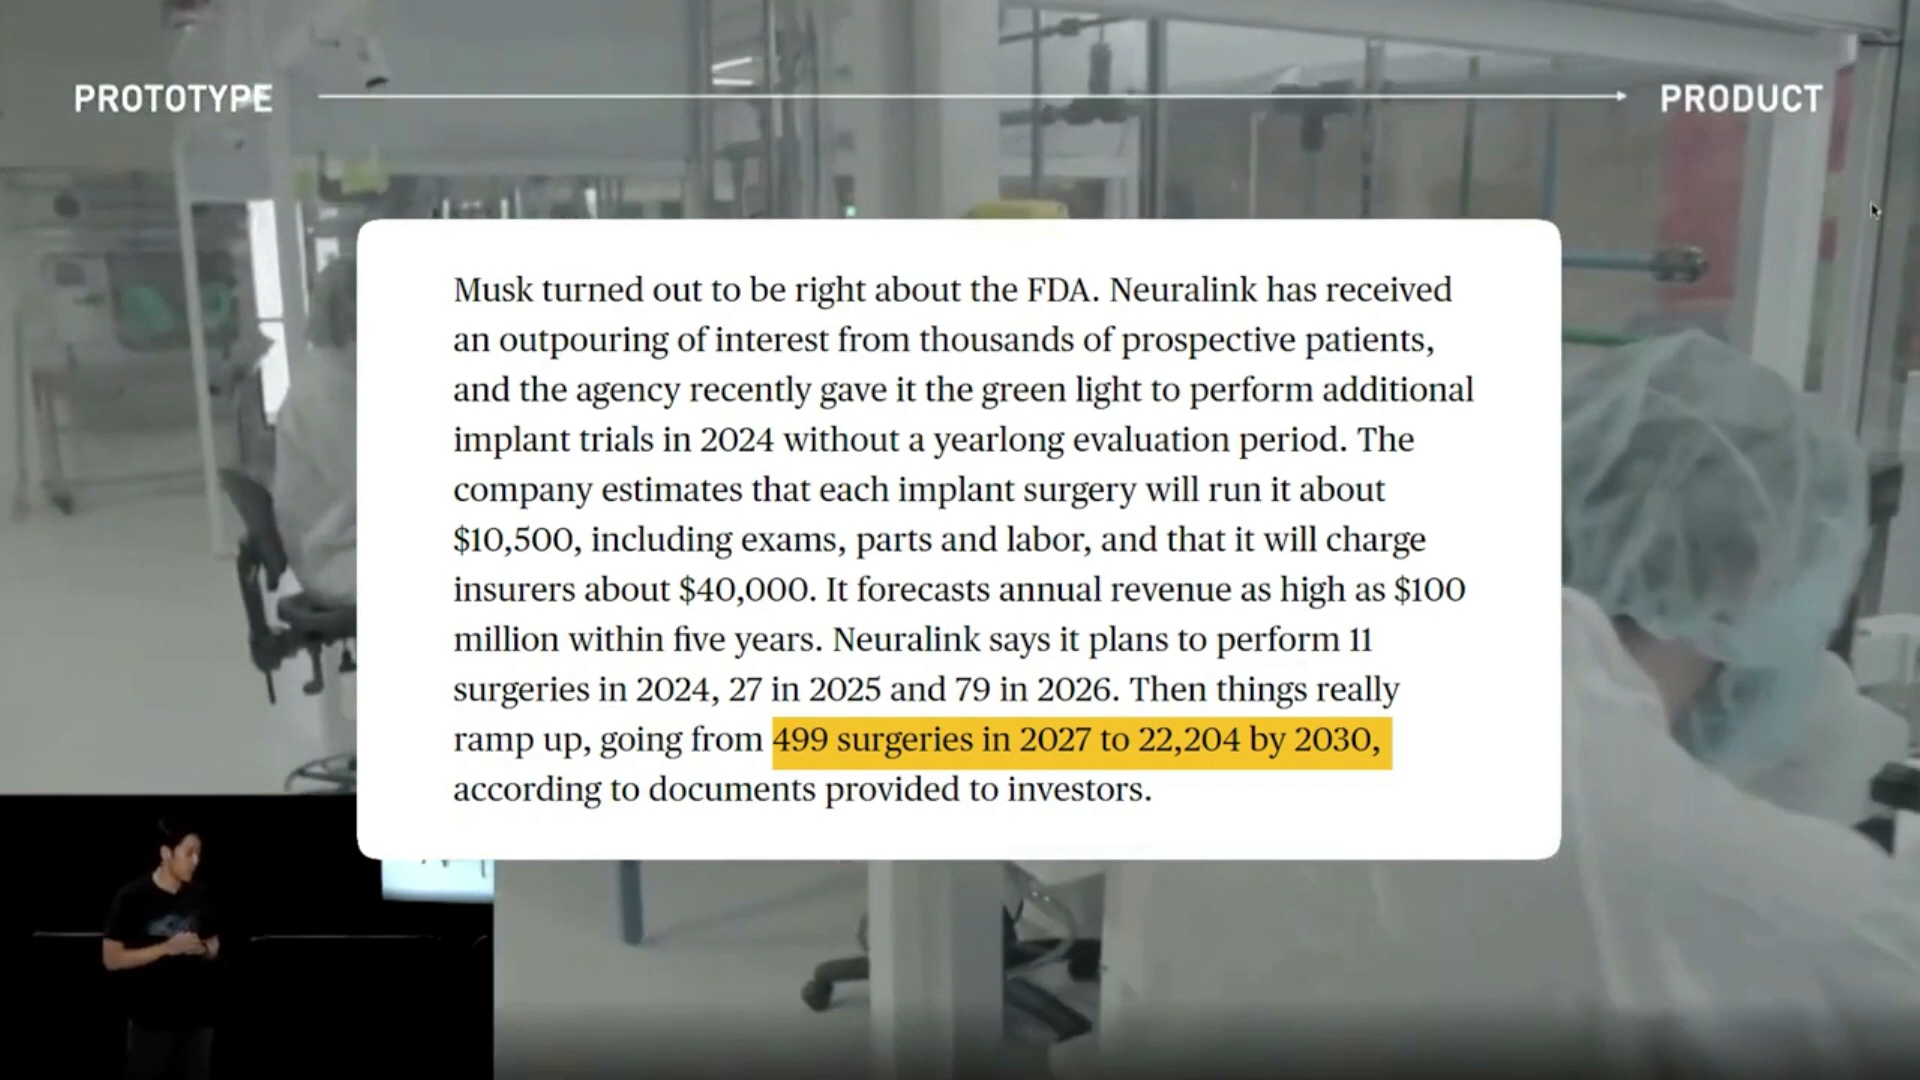 PROTOTYPE
PRODUCT
Musk turned out to be right about the FDA. Neuralink has received
an outpouring of interest from thousands of prospective patients,
and the agency recently gave it the green light to perform additional
implant trials in 2024 without a yearlong evaluation period. The
company estimates that each implant surgery will run it about
$10,500, including exams, parts and labor, and that it will charge
insurers about $40,000. It forecasts annual revenue as high as $100
million within five years. Neuralink says it plans to perform 11
surgeries in 2024, 27 in 2025 and 79 in 2026. Then things really
ramp up, going from 499 surgeries in 2027 to 22,204 by 2030,
according to documents provided to investors.